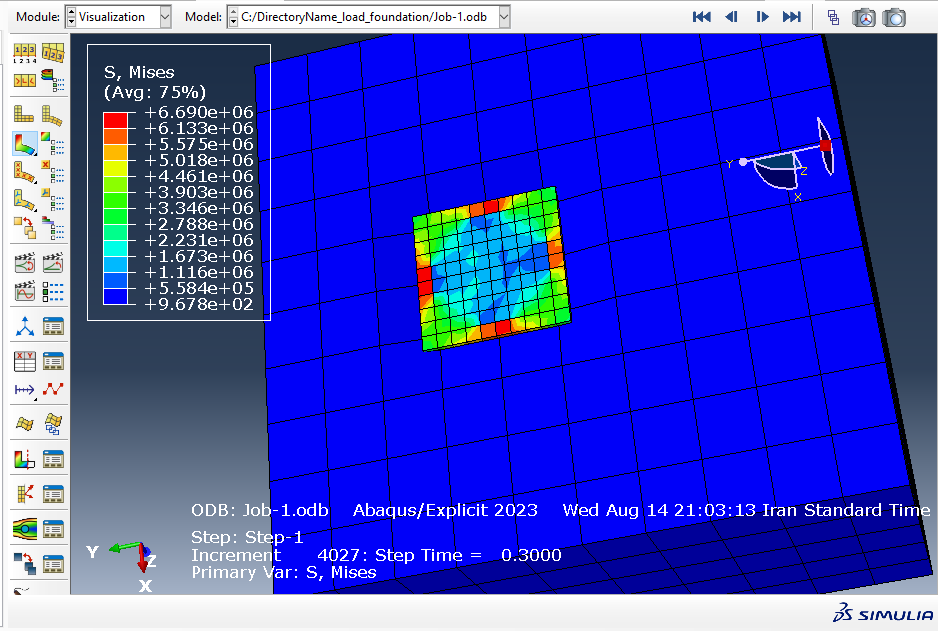 Module: Visualization Model: C:/DirectoryName_load_foundation/Job-1.odb
S, Mises
(Avg: 75%)
+6.690e+06
+6.133e+06
+5.575e+06
+5.018e+06
+4.461e+06
+3.903e+06
+3.346e+06
+2.788e+06
+2.231e+06
+1.673e+06
+1.116e+06
+5.584e+05
+9.678e+02
Y
Z
X
ODB: Job-1.odb Abaqus/Explicit 2023 Wed Aug 14 21:03:13 Iran Standard Time
Step: Step-1
Increment 4027: Step Time = 0.3000
Primary Var: S, Mises
Y
Z
X
SIMULIA